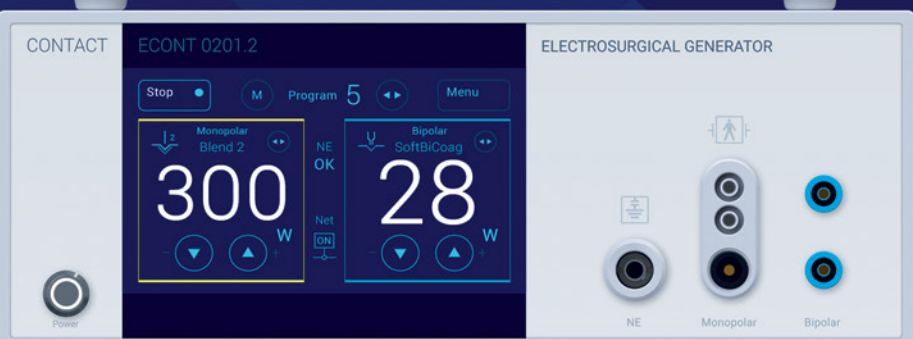 CONTACT
ECONT 0201.2
ELECTROSURGICAL GENERATOR
Stop
M
Program 5
Menu
2
Monopolar
Blend 2
300
W
- +
NE
OK
Net
ON
Bipolar
SoftBiCoag
28
W
- +
Power
NE
Monopolar
Bipolar